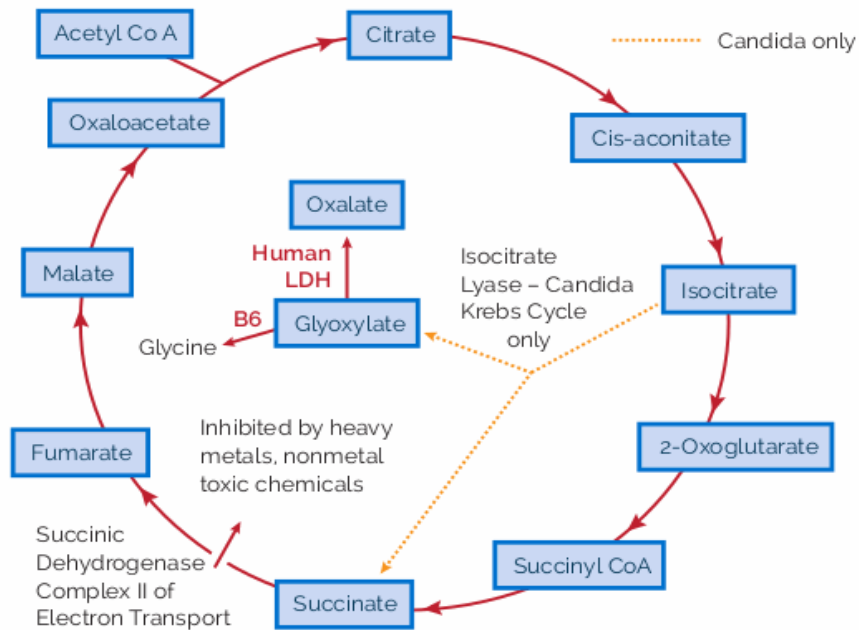 Acetyl Co A
Citrate
Candida only
Oxaloacetate
Cis-aconitate
Oxalate
Human
LDH
Isocitrate
Lyase – Candida
Krebs Cycle
only
Malate
Isocitrate
B6
Glyoxylate
Glycine
Inhibited by heavy
metals, nonmetal
toxic chemicals
Fumarate
2-Oxoglutarate
Succinic
Dehydrogenase
Complex II of
Electron Transport
Succinyl CoA
Succinate